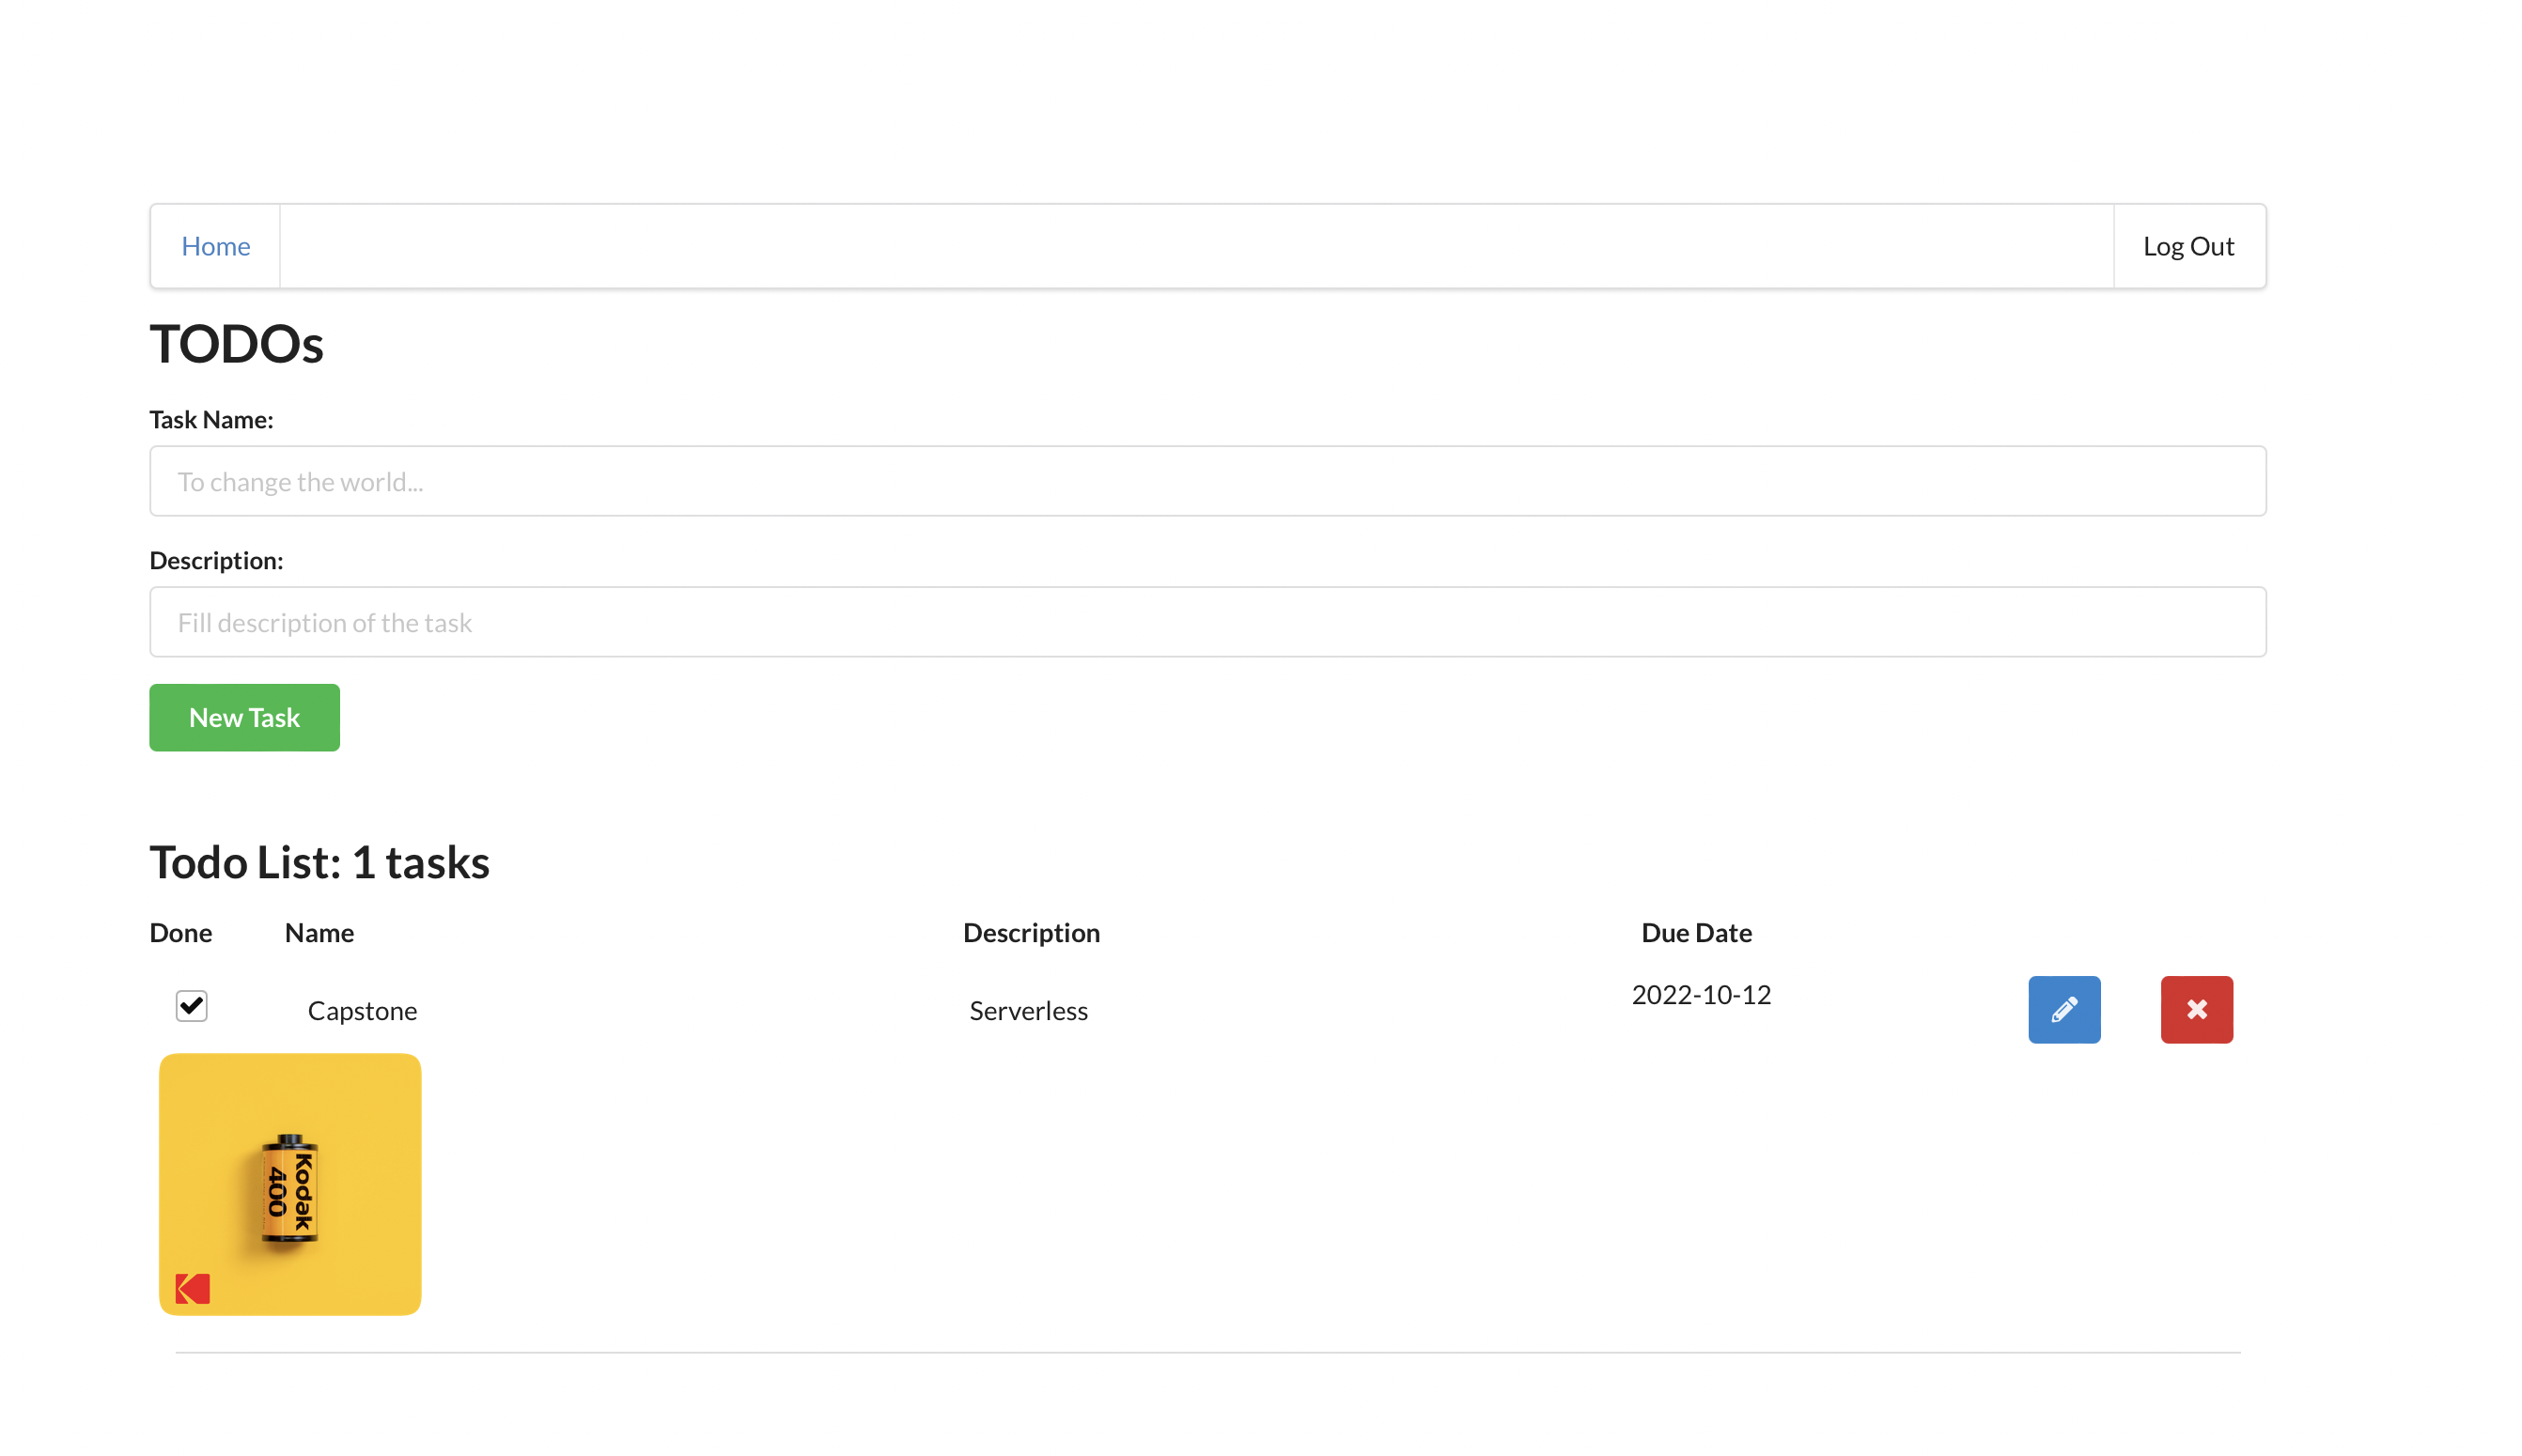 Home
Log Out
TODOs
Task Name:
To change the world...
Description:
Fill description of the task
New Task
Todo List: 1 tasks
Done Name Description Due Date
Capstone Serverless 2022-10-12
Kodak
400